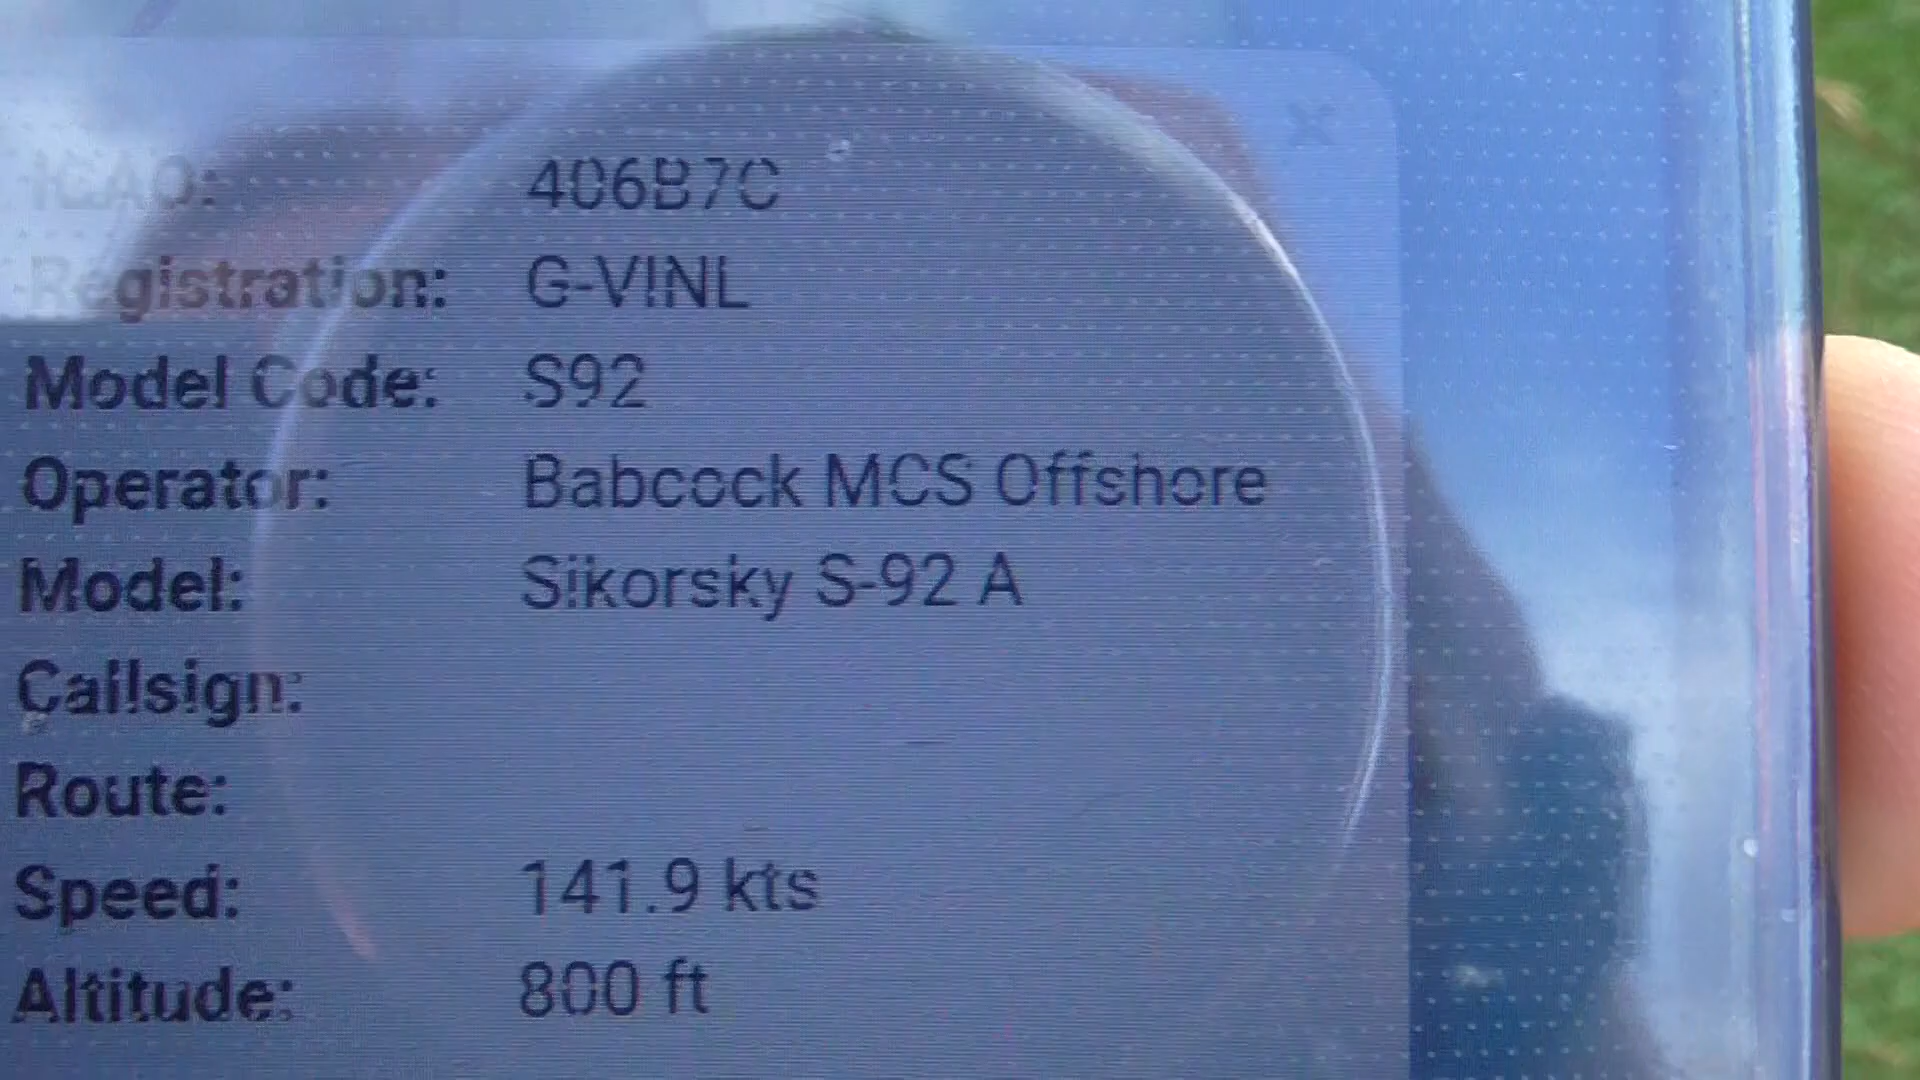 ICAO: 406B7C
Registration: G-VINL
Model Code: S92
Operator: Babcock MCS Offshore
Model: Sikorsky S-92 A
Callsign:
Route:
Speed: 141.9 kts
Altitude: 800 ft